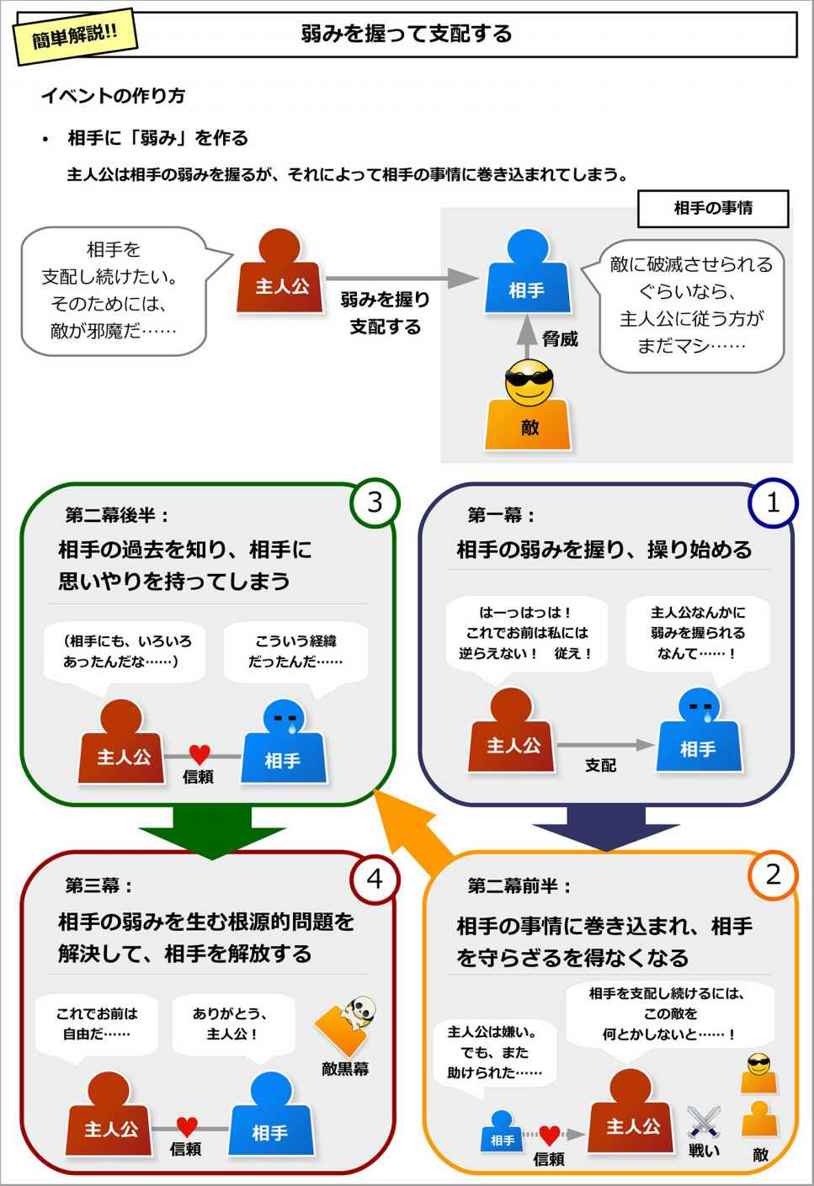 簡単解説!!
弱みを握って支配する
イベントの作り方
• 相手に「弱み」を作る
主人公は相手の弱みを握るが、それによって相手の事情に巻き込まれてしまう。
相手の事情
相手を
支配し続けたい。
そのためには、
敵が邪魔だ……
主人公
弱みを握り
支配する
相手
敵に破滅させられる
ぐらいなら、
主人公に従う方が
まだマシ……
脅威
敵
1
第一幕：
相手の弱みを握り、操り始める
はーっはっは！
これでお前は私には
逆らえない！　従え！
主人公なんかに
弱みを握られる
なんて……！
主人公
支配
相手
2
第二幕前半：
相手の事情に巻き込まれ、相手
を守らざるを得なくなる
相手を支配し続けるには、
この敵を
何とかしないと……！
主人公は嫌い。
でも、また
助けられた……
相手
信頼
主人公
戦い
敵
3
第二幕後半：
相手の過去を知り、相手に
思いやりを持ってしまう
（相手にも、いろいろ
あったんだな……）
こういう経緯
だったんだ……
主人公
信頼
相手
4
第三幕：
相手の弱みを生む根源的問題を
解決して、相手を解放する
これでお前は
自由だ……
ありがとう、
主人公！
敵黒幕
主人公
信頼
相手